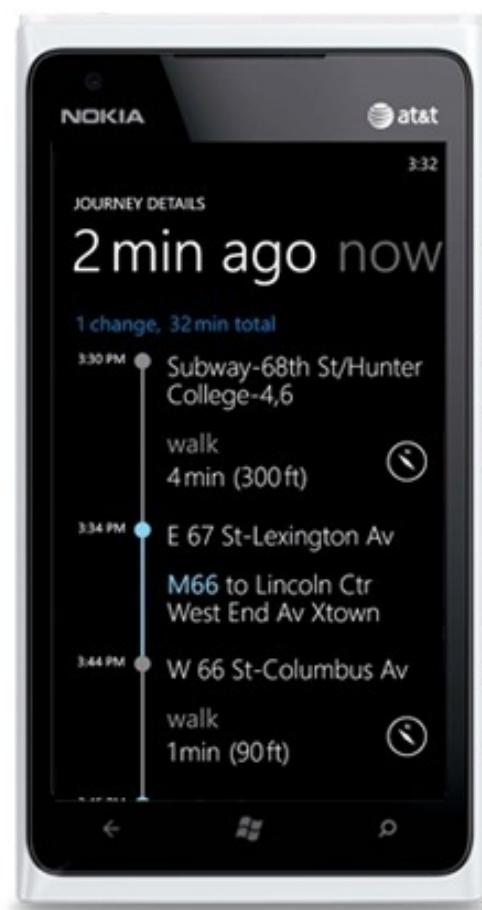 NOKIA
at&t
3:32
JOURNEY DETAILS
2 min ago now
1 change, 32 min total
3:30 PM
Subway-68th St/Hunter
College-4,6
walk
4 min (300 ft)
3:34 PM
E 67 St-Lexington Av
M66 to Lincoln Ctr
West End Av Xtown
3:44 PM
W 66 St-Columbus Av
walk
1min (90 ft)